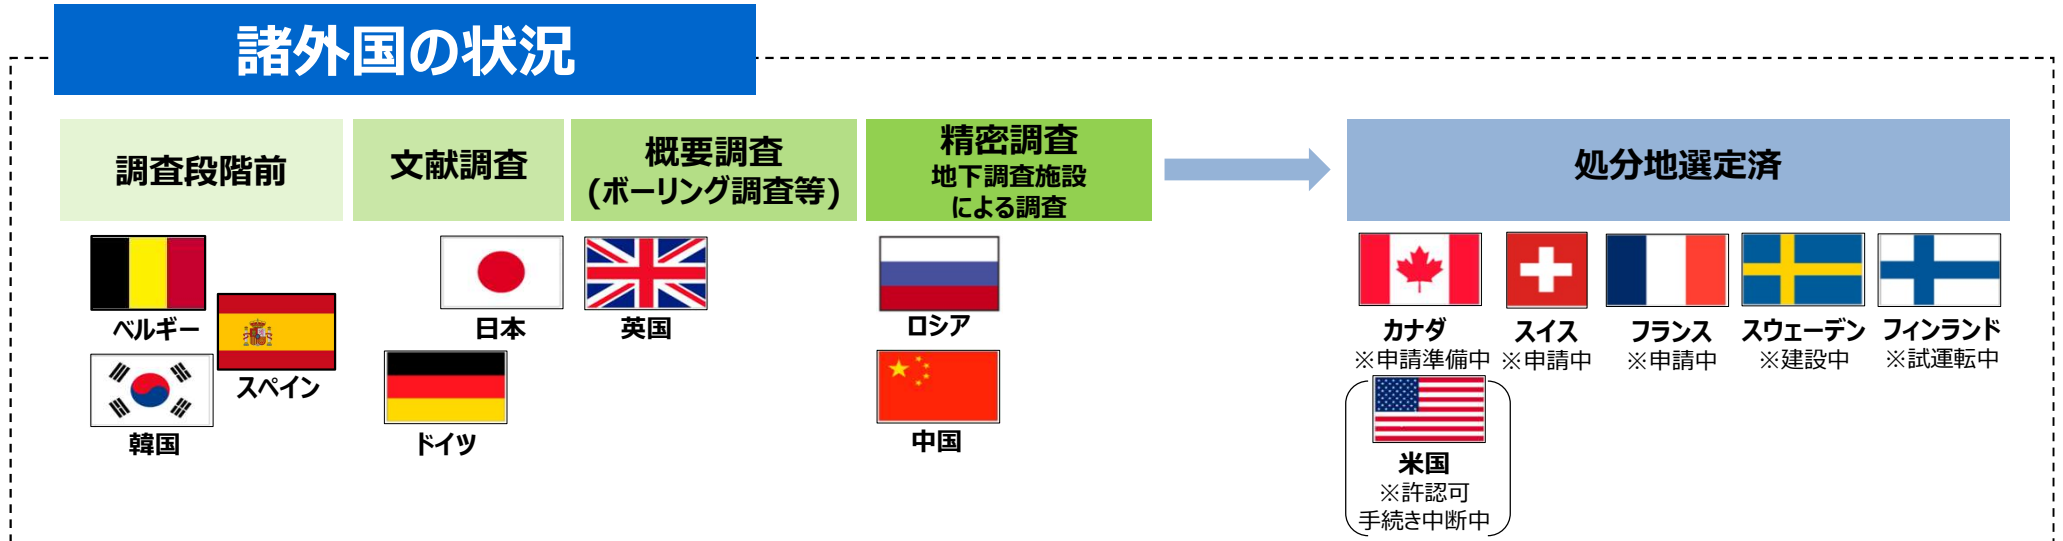 諸外国の状況
調査段階前
文献調査
概要調査
(ボーリング調査等)
精密調査
地下調査施設
による調査
処分地選定済
ベルギー
スペイン
韓国
日本
ドイツ
英国
ロシア
中国
カナダ
※申請準備中
スイス
※申請中
フランス
※申請中
スウェーデン
※建設中
フィンランド
※試運転中
米国
※許認可
手続き中断中